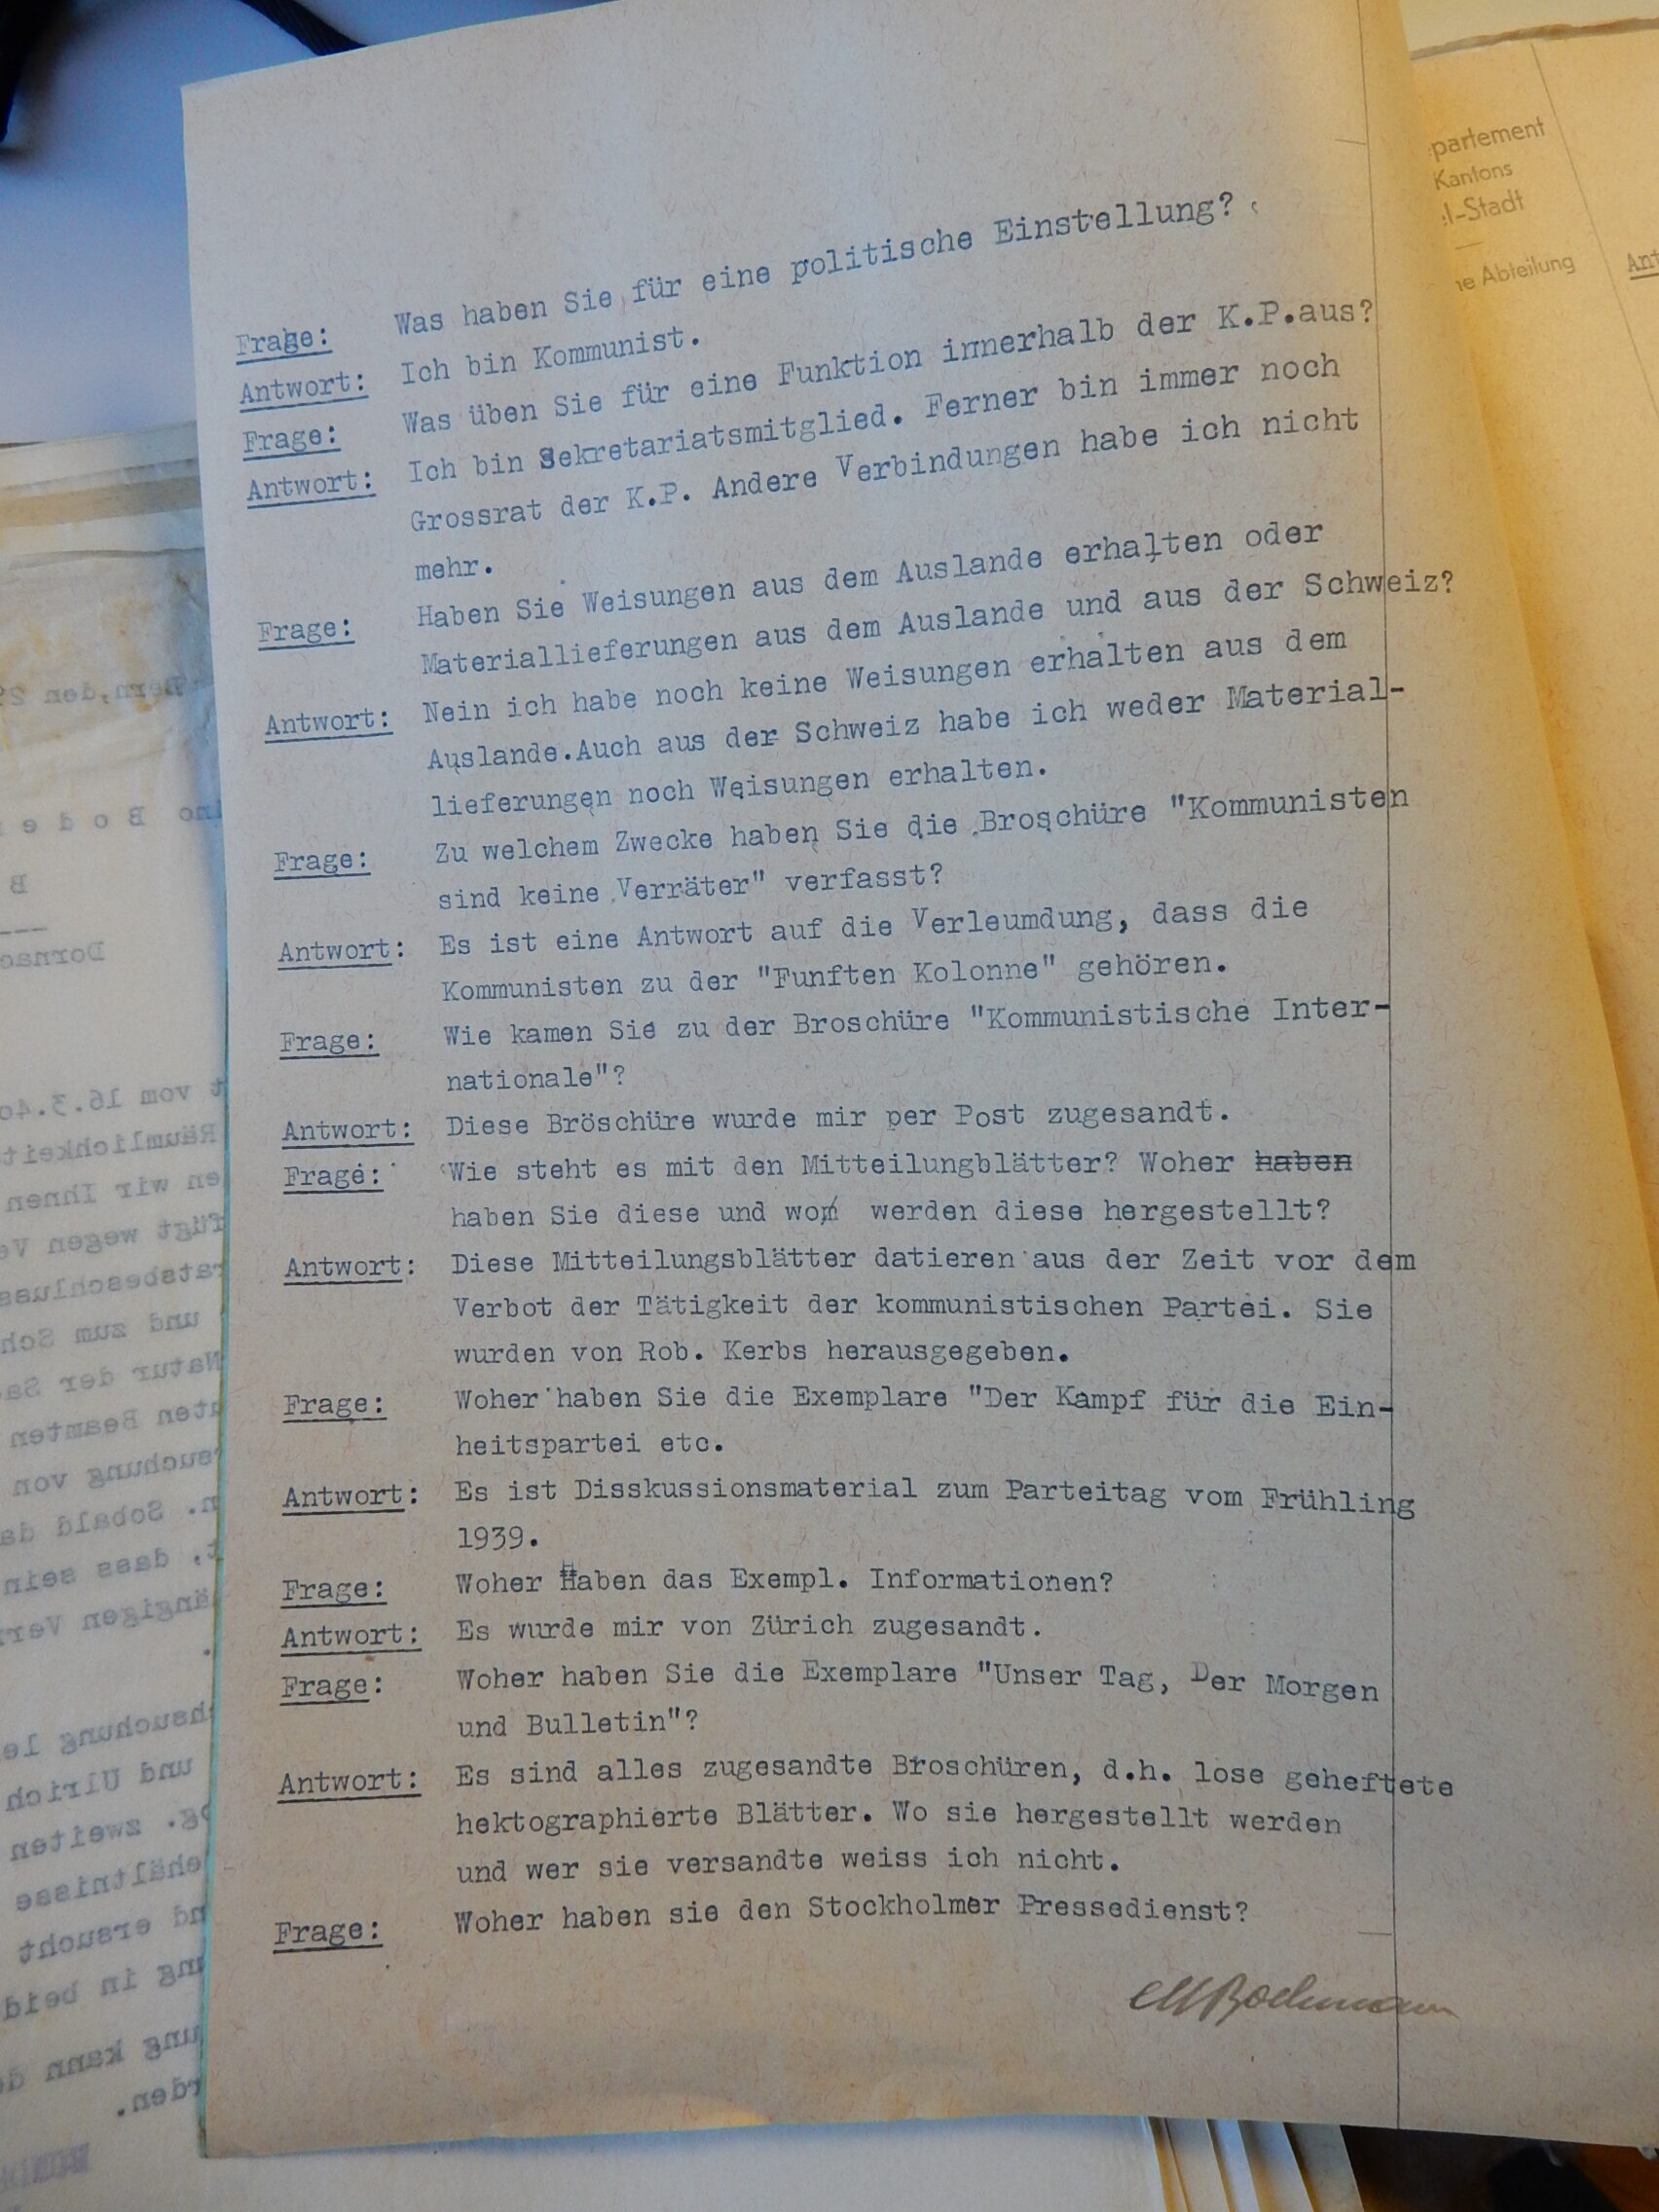 Frage: Was haben Sie für eine politische Einstellung?
Antwort: Ich bin Kommunist.
Frage: Was üben Sie für eine Funktion innerhalb der K.P.aus?
Antwort: Ich bin Sekretariatsmitglied. Ferner bin immer noch
Grossrat der K.P. Andere Verbindungen habe ich nicht
mehr.
Frage: Haben Sie Weisungen aus dem Auslande erhalten oder
Materiallieferungen aus dem Auslande und aus der Schweiz?
Antwort: Nein ich habe noch keine Weisungen erhalten aus dem
Auslande.Auch aus der Schweiz habe ich weder Material-
lieferungen noch Weisungen erhalten.
Frage: Zu welchem Zwecke haben Sie die Broschüre "Kommunisten
sind keine Verräter" verfasst?
Antwort: Es ist eine Antwort auf die Verleumdung, dass die
Kommunisten zu der "Funften Kolonne" gehören.
Frage: Wie kamen Sie zu der Broschüre "Kommunistische Inter-
nationale"?
Antwort: Diese Bröschüre wurde mir per Post zugesandt.
Frage: Wie steht es mit den Mitteilungblätter? Woher haben
haben Sie diese und wo werden diese hergestellt?
Antwort: Diese Mitteilungsblätter datieren aus der Zeit vor dem
Verbot der Tätigkeit der kommunistischen Partei. Sie
wurden von Rob. Kerbs herausgegeben.
Frage: Woher haben Sie die Exemplare "Der Kampf für die Ein-
heitspartei etc.
Antwort: Es ist Disskussionsmaterial zum Parteitag vom Frühling
1939.
Frage: Woher Haben das Exempl. Informationen?
Antwort: Es wurde mir von Zürich zugesandt.
Frage: Woher haben Sie die Exemplare "Unser Tag, Der Morgen
und Bulletin"?
Antwort: Es sind alles zugesandte Broschüren, d.h. lose geheftete
hektographierte Blätter. Wo sie hergestellt werden
und wer sie versandte weiss ich nicht.
Frage: Woher haben sie den Stockholmer Pressedienst?
partement
Kantons
l-Stadt
Abteilung